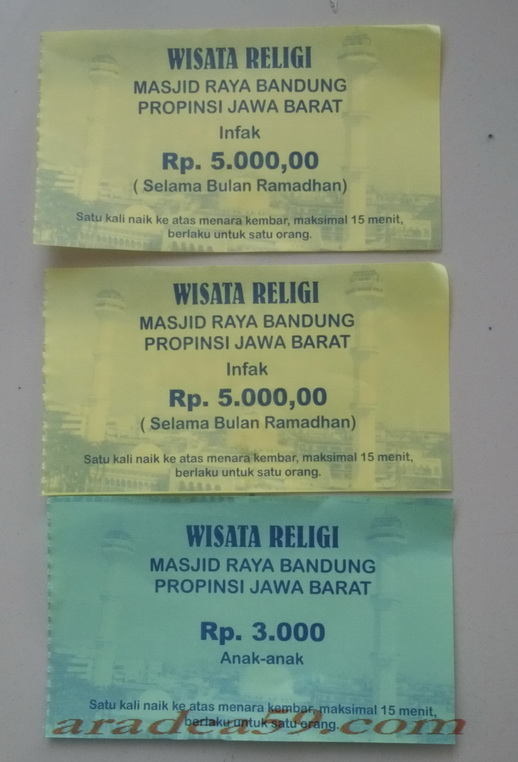 WISATA RELIGI
MASJID RAYA BANDUNG
PROPINSI JAWA BARAT
Infak
Rp. 5.000,00
( Selama Bulan Ramadhan)
Satu kali naik ke atas menara kembar, maksimal 15 menit,
berlaku untuk satu orang.
WISATA RELIGI
MASJID RAYA BANDUNG
PROPINSI JAWA BARAT
Infak
Rp. 5.000,00
( Selama Bulan Ramadhan)
Satu kali naik ke atas menara kembar, maksimal 15 menit,
berlaku untuk satu orang.
WISATA RELIGI
MASJID RAYA BANDUNG
PROPINSI JAWA BARAT
Rp. 3.000
Anak-anak
Satu kali naik ke atas menara kembar, maksimal 15 menit,
berlaku untuk satu orang.
aradea59.com